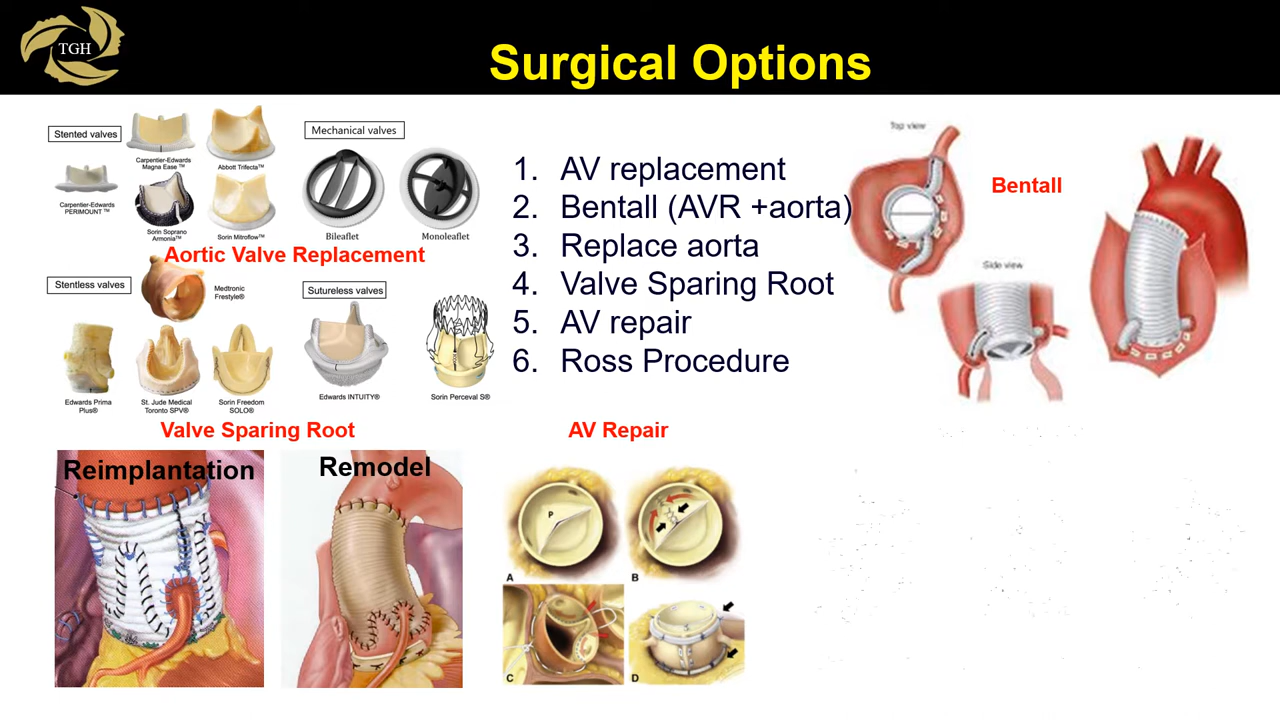 TGH
Surgical Options
Stented valves
Carpentier-Edwards
PERIMOUNT ™
Carpentier-Edwards
Magna Ease ™
Abbott Trifecta™
Sorin Soprano
Armonia™
Sorin Mitroflow™
Mechanical valves
Bileaflet
Monoleaflet
Aortic Valve Replacement
Stentless valves
Medtronic
Frestyle®
Edwards Prima
Plus®
St. Jude Medical
Toronto SPV®
Sorin Freedom
SOLO®
Sutureless valves
Edwards INTUITY®
Sorin Perceval S®
1. AV replacement
2. Bentall (AVR +aorta)
3. Replace aorta
4. Valve Sparing Root
5. AV repair
6. Ross Procedure
Top view
Bentall
Side view
Valve Sparing Root
Reimplantation
Remodel
AV Repair
P
A
B
C
D